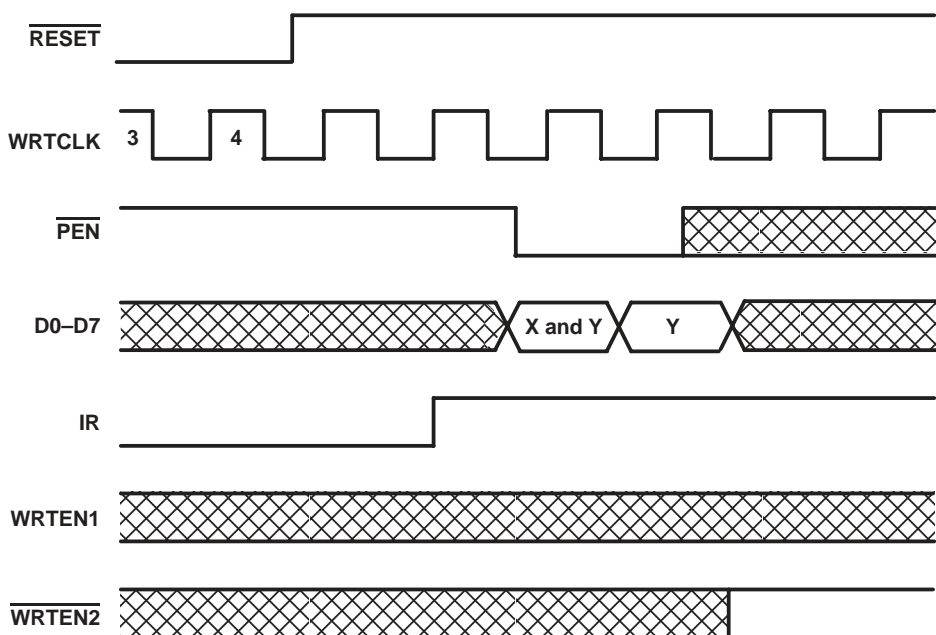 RESET
WRTCLK 3 4
PEN
D0–D7 X and Y Y
IR
WRTEN1
WRTEN2